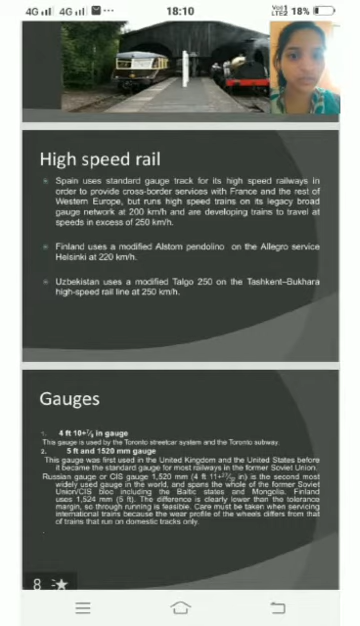 4G 4G ... 18:10 LTE2 18%
High speed rail
Spain uses standard gauge track for its high speed railways in
order to provide cross-border services with France and the rest of
Western Europe, but runs high speed trains on its legacy broad
gauge network at 200 km/h and are developing trains to travel at
speeds in excess of 250 km/h.
Finland uses a modified Alstom pendolino on the Allegro service
Helsinki at 220 km/h.
Uzbekistan uses a modified Talgo 250 on the Tashkent–Bukhara
high-speed rail line at 250 km/h.
Gauges
1. 4 ft 10+7/8 in gauge
This gauge is used by the Toronto streetcar system and the Toronto subway.
2. 5 ft and 1520 mm gauge
This gauge was first used in the United Kingdom and the United States before
it became the standard gauge for most railways in the former Soviet Union.
Russian gauge or CIS gauge 1,520 mm (4 ft 11+27/32 in) is the second most
widely used gauge in the world, and spans the whole of the former Soviet
Union/CIS bloc including the Baltic states and Mongolia. Finland
uses 1,524 mm (5 ft). The difference is clearly lower than the tolerance
margin, so through running is feasible. Care must be taken when servicing
international trains because the wear profile of the wheels differs from that
of trains that run on domestic tracks only.
8